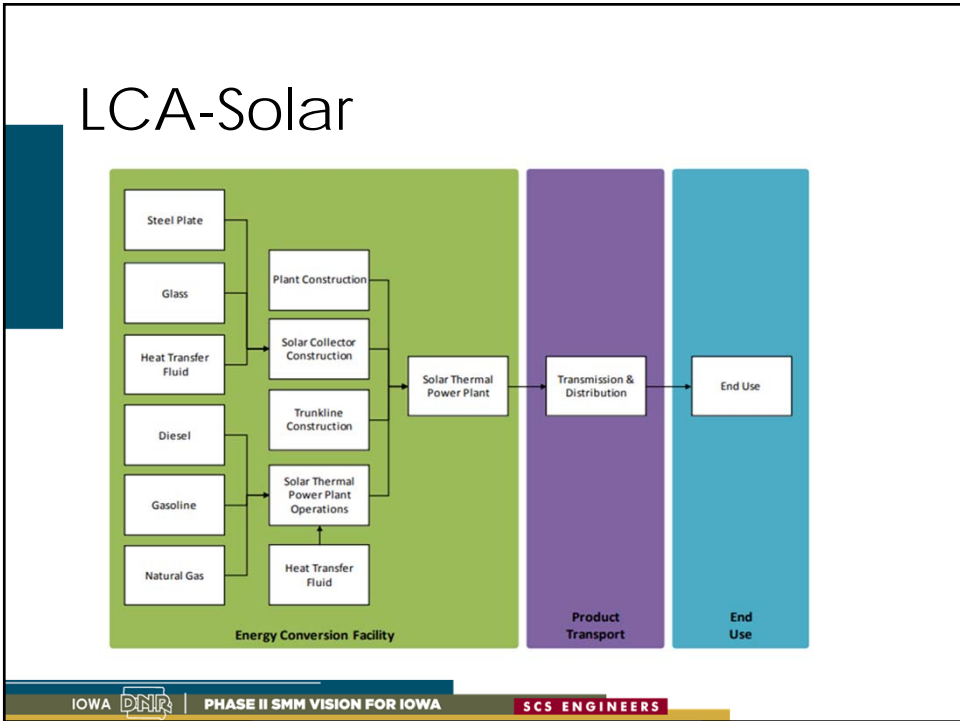 LCA-Solar
Steel Plate
Glass
Heat Transfer
Fluid
Diesel
Gasoline
Natural Gas
Plant Construction
Solar Collector
Construction
Trunkline
Construction
Solar Thermal
Power Plant
Operations
Heat Transfer
Fluid
Solar Thermal
Power Plant
Energy Conversion Facility
Transmission &
Distribution
Product
Transport
End Use
End
Use
IOWA DNR | PHASE II SMM VISION FOR IOWA
SCS ENGINEERS